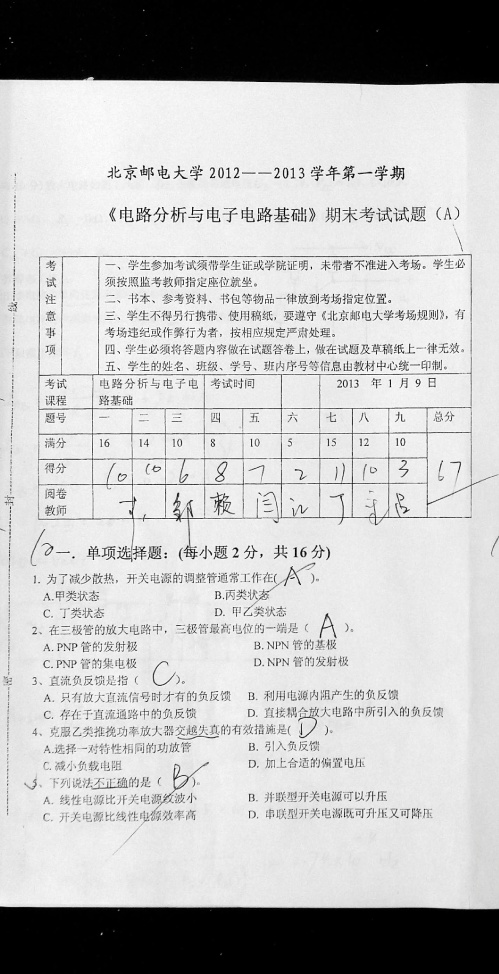 北京邮电大学2012——2013学年第一学期
《电路分析与电子电路基础》期末考试试题（A）
考试注意事项
一、学生参加考试须带学生证或学院证明，未带者不准进入考场。学生必
须按照监考教师指定座位就坐。
二、书本、参考资料、书包等物品一律放到考场指定位置。
三、学生不得另行携带、使用稿纸，要遵守《北京邮电大学考场规则》，有
考场违纪或作弊行为者，按相应规定严肃处理。
四、学生必须将答题内容做在试题答卷上，做在试题及草稿纸上一律无效。
五、学生的姓名、班级、学号、班内序号等信息由教材中心统一印制。
考试 电路分析与电子电 考试时间 2013 年 1 月 9 日
课程 路基础
题号 一 二 三 四 五 六 七 八 九 总分
满分 16 14 10 8 10 5 15 12 10
得分 10 10 6 8 7 2 11 10 3 67
阅卷
教师 赖 闫 江 丁
10 一．单项选择题：(每小题 2 分，共 16 分)
1. 为了减少散热，开关电源的调整管通常工作在( A )。
A.甲类状态 B.丙类状态
C. 丁类状态 D. 甲乙类状态
2、在三极管的放大电路中，三极管最高电位的一端是（ A ）。
A. PNP 管的发射极 B. NPN 管的基极
C. PNP 管的集电极 D. NPN 管的发射极
3、直流负反馈是指（ C ）。
A. 只有放大直流信号时才有的负反馈 B. 利用电源内阻产生的负反馈
C. 存在于直流通路中的负反馈 D. 直接耦合放大电路中所引入的负反馈
4、克服乙类推挽功率放大器交越失真的有效措施是( D )。
A.选择一对特性相同的功放管 B. 引入负反馈
C. 减小负载电阻 D. 加上合适的偏置电压
5、下列说法不正确的是（ B ）。
A. 线性电源比开关电源纹波小 B. 并联型开关电源可以升压
C. 开关电源比线性电源效率高 D. 串联型开关电源既可升压又可降压